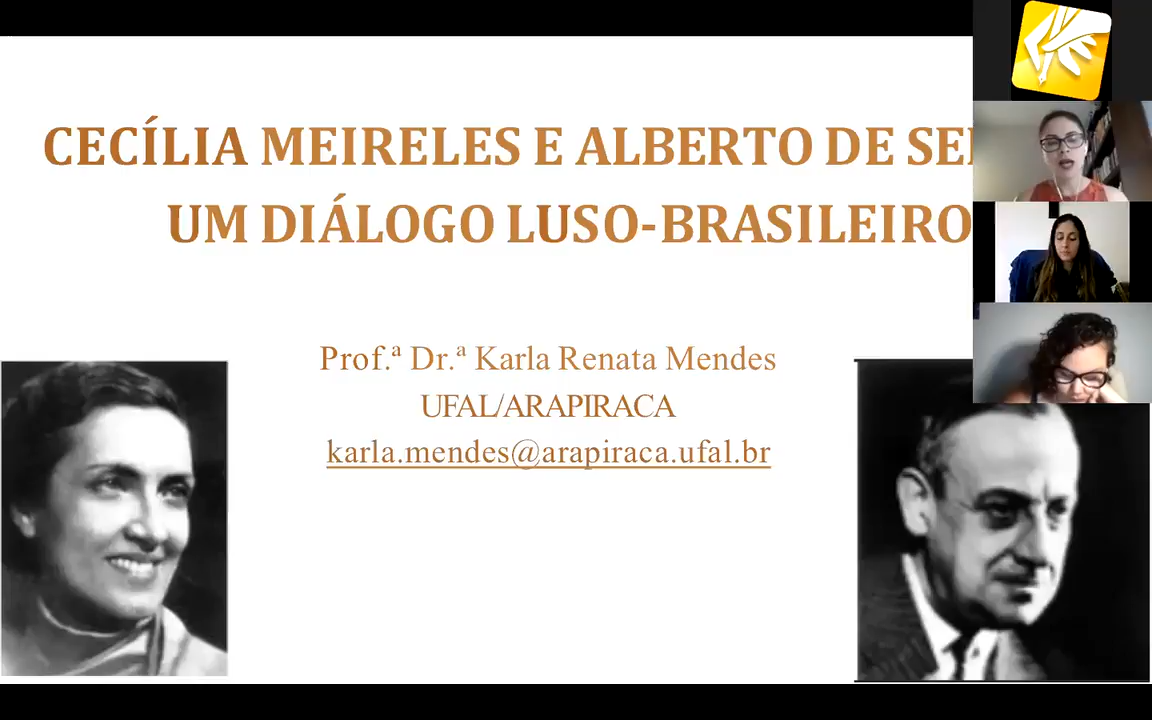 CECÍLIA MEIRELES E ALBERTO DE
UM DIÁLOGO LUSO-BRASILEIRO
Prof.ª Dr.ª Karla Renata Mendes
UFAL/ARAPIRACA
karla.mendes@arapiraca.ufal.br